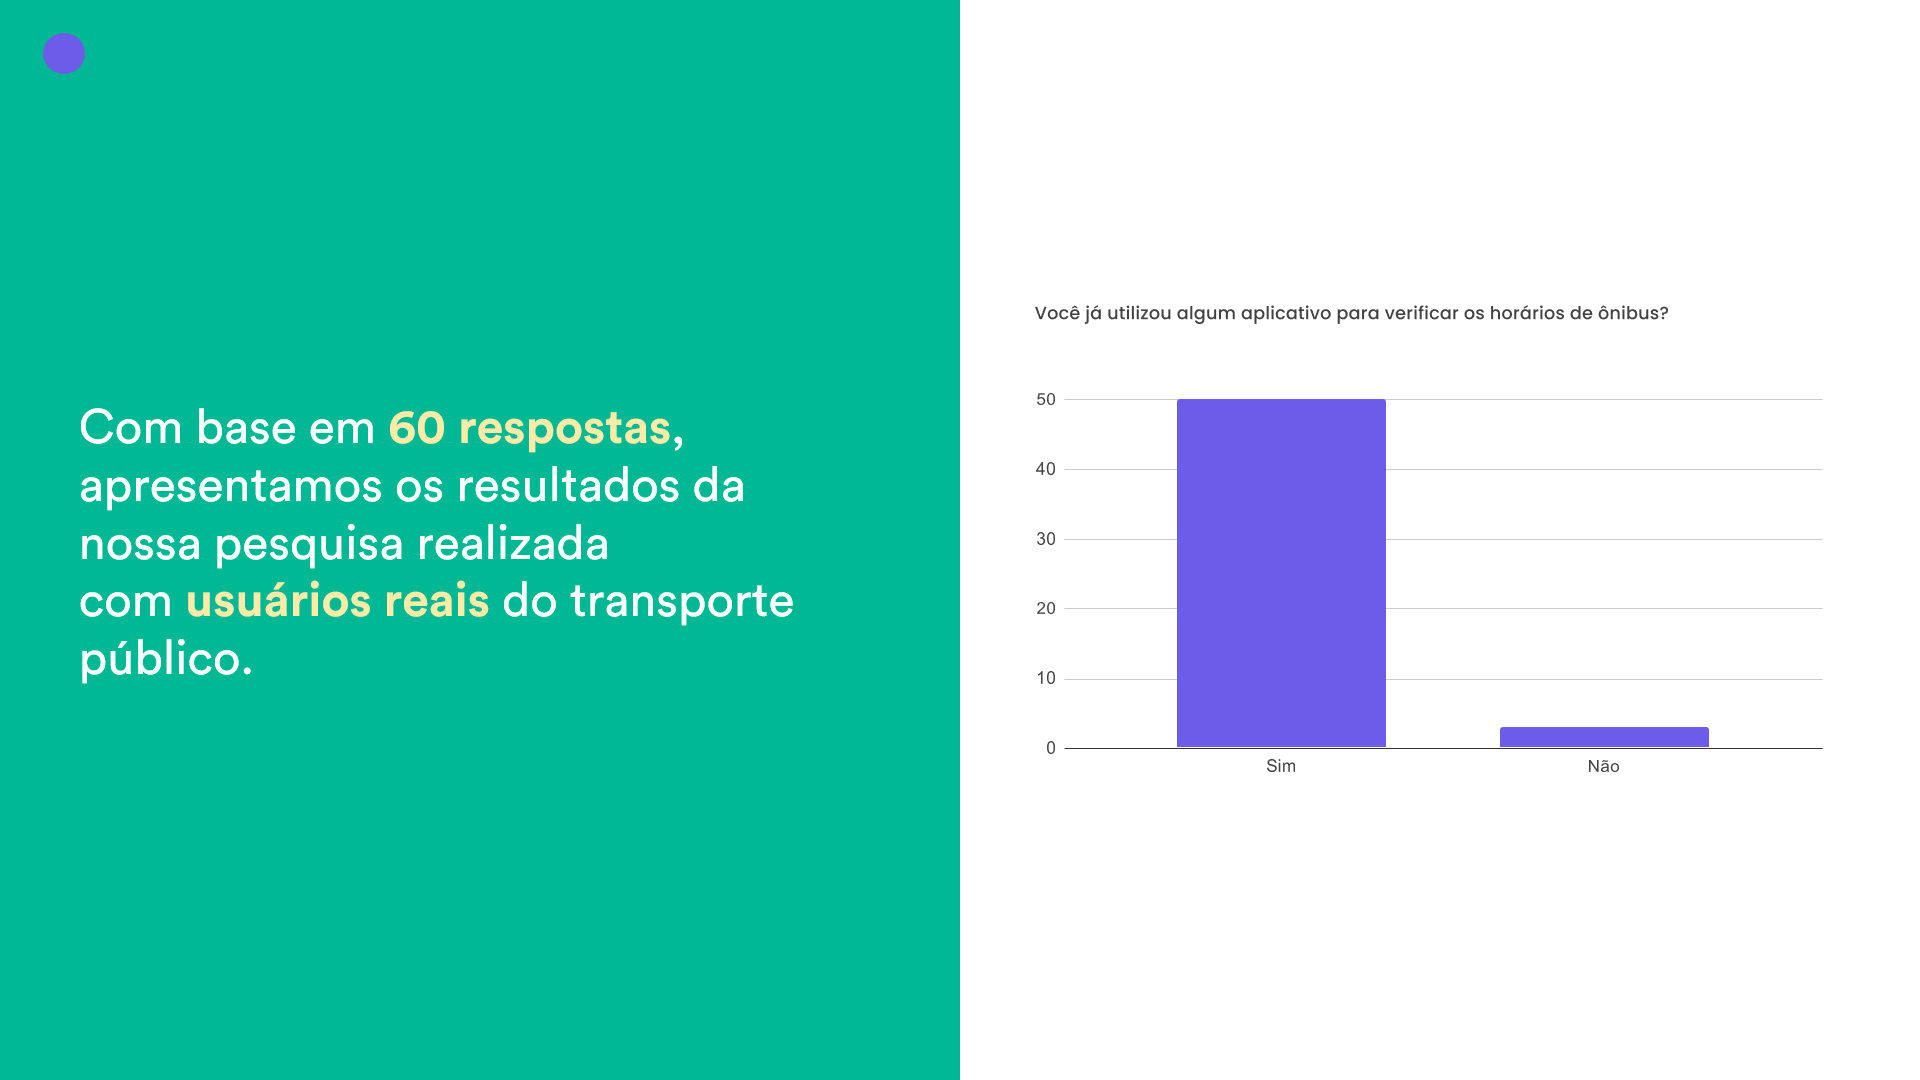 Com base em 60 respostas,
apresentamos os resultados da
nossa pesquisa realizada
com usuários reais do transporte
público.
Você já utilizou algum aplicativo para verificar os horários de ônibus?
50
40
30
20
10
0
Sim
Não